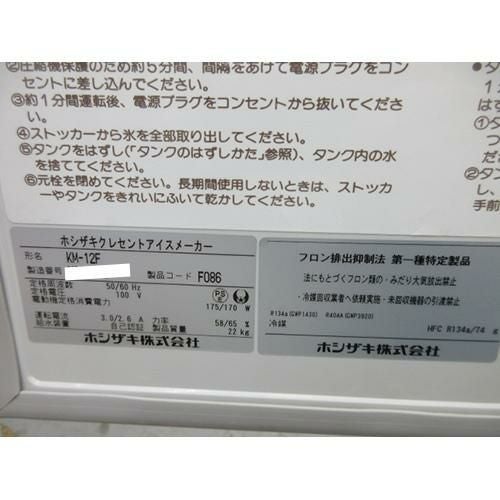 ②圧縮機保護のため約5分間、間隔をあけて電源プラグをコン
セントに差し込んでください。
③約1分間運転後、電源プラグをコンセントから抜いてくださ
い。
④ストッカーから氷を全部取り出してください。
⑤タンクをはずし(「タンクのはずしかた」参照)、タンク内の水
を捨ててください。
⑥元栓を閉めてください。長期間使用しないときは、ストッカ
ーやタンクをきれいにふいて乾かしてください。
ホシザキクレセントアイスメーカー
形名 KM-12F
製造番号 製品コード F086
定格周波数 50/60 Hz
定格電圧 100 V
電動機定格消費電力 175/170 W
運転電流 3.0/2.6 A 力率 58/65 %
給水装置 自己認証 製品質量 22 kg
ホシザキ株式会社
フロン排出抑制法 第一種特定製品
法にもとづくフロン類の・みだり大気放出禁止
・冷媒回収業者へ依頼実施・未回収機器の引渡禁止
R134a(GWP1430) R404A(GWP3920)
冷媒 HFC R134a/74 g
ホシザキ株式会社